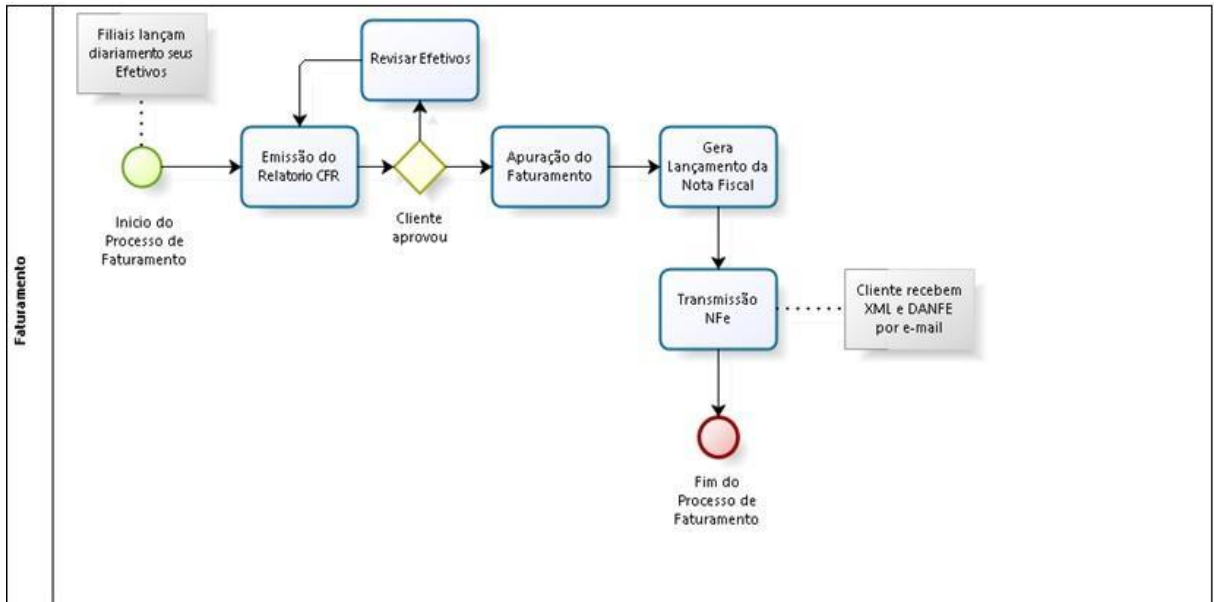 Faturamento
Filiais lançam
diariamento seus
Efetivos
Inicio do
Processo de
Faturamento
Emissão do
Relatorio CFR
Revisar Efetivos
Cliente
aprovou
Apuração do
Faturamento
Gera
Lançamento da
Nota Fiscal
Transmissão
NFe
Cliente recebem
XML e DANFE
por e-mail
Fim do
Processo de
Faturamento